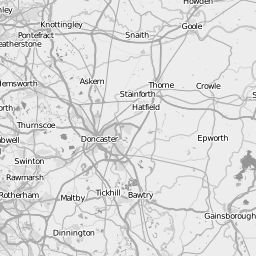 Howden
Knottingley
Goole
Pontefract
Snaith
Featherstone
Askern
Hemsworth
Thorne
Crowle
Stainforth
Hatfield
Thurnscoe
Doncaster
Epworth
Swinton
Rawmarsh
Rotherham
Maltby
Tickhill
Bawtry
Gainsborough
Dinnington